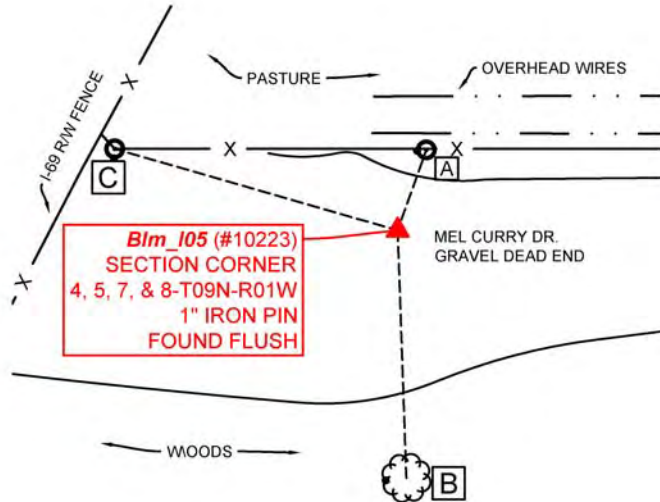 OVERHEAD WIRES
PASTURE
I-69 R/W FENCE
X
X
X
X
C
A
Blm_I05 (#10223)
SECTION CORNER
4, 5, 7, & 8-T09N-R01W
1" IRON PIN
FOUND FLUSH
MEL CURRY DR.
GRAVEL DEAD END
WOODS
B